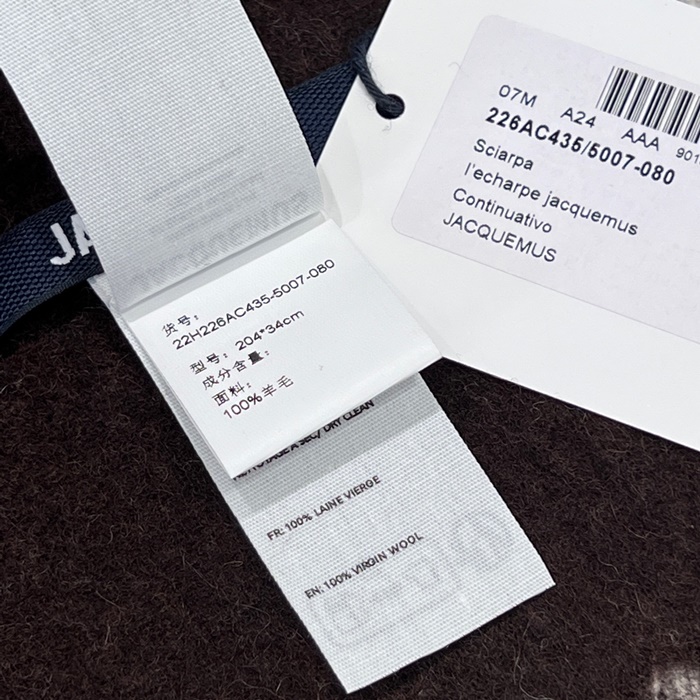 07M A24 AAA 901
226AC435/5007-080
Sciarpa
l'echarpe jacquemus
Continuativo
JACQUEMUS
JA
货号:
22H226AC435-5007-080
型号: 204*34cm
成分含量:
面料:
100%羊毛
DRY CLEAN
FR: 100% LAINE VIERGE
EN: 100% VIRGIN WOOL